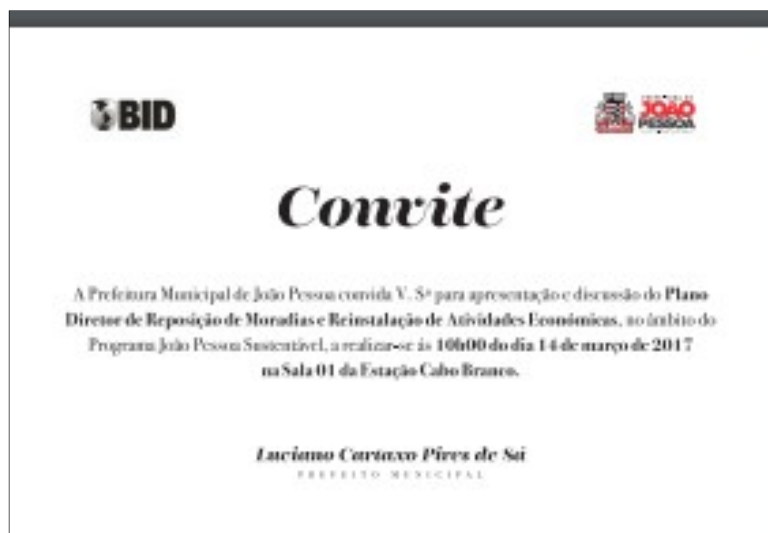 BID
JOÃO
PESSOA
Convite
A Prefeitura Municipal de João Pessoa convida V. Sª para apresentação e discussão do Plano
Diretor de Reposição de Moradias e Reinstalação de Atividades Econômicas, no âmbito do
Programa João Pessoa Sustentável, a realizar-se às 10h00 do dia 14 de março de 2017
na Sala 01 da Estação Cabo Branco.
Luciano Cartaxo Pires de Sá
PREFEITO MUNICIPAL